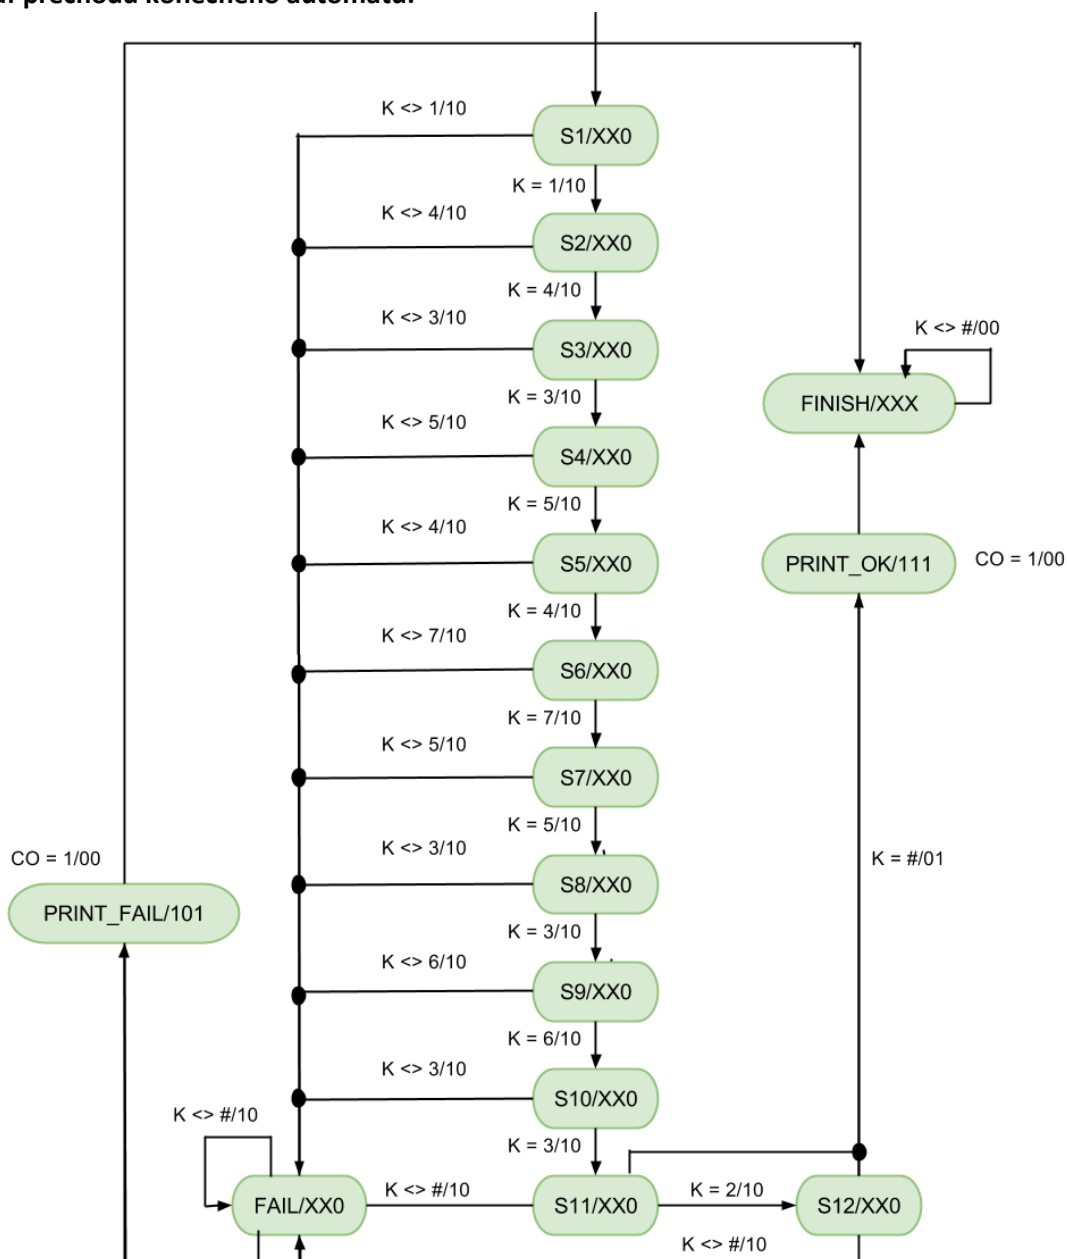 přechodů konečného automatu:
K <> 1/10
S1/XX0
K = 1/10
K <> 4/10
S2/XX0
K = 4/10
K <> 3/10
S3/XX0
K <> #/00
K = 3/10
FINISH/XXX
K <> 5/10
S4/XX0
K = 5/10
K <> 4/10
S5/XX0
PRINT_OK/111
CO = 1/00
K = 4/10
K <> 7/10
S6/XX0
K = 7/10
K <> 5/10
S7/XX0
K = 5/10
K <> 3/10
CO = 1/00
K = #/01
S8/XX0
PRINT_FAIL/101
K = 3/10
K <> 6/10
S9/XX0
K = 6/10
K <> 3/10
S10/XX0
K <> #/10
K = 3/10
K <> #/10
K = 2/10
FAIL/XX0
S11/XX0
S12/XX0
K <> #/10